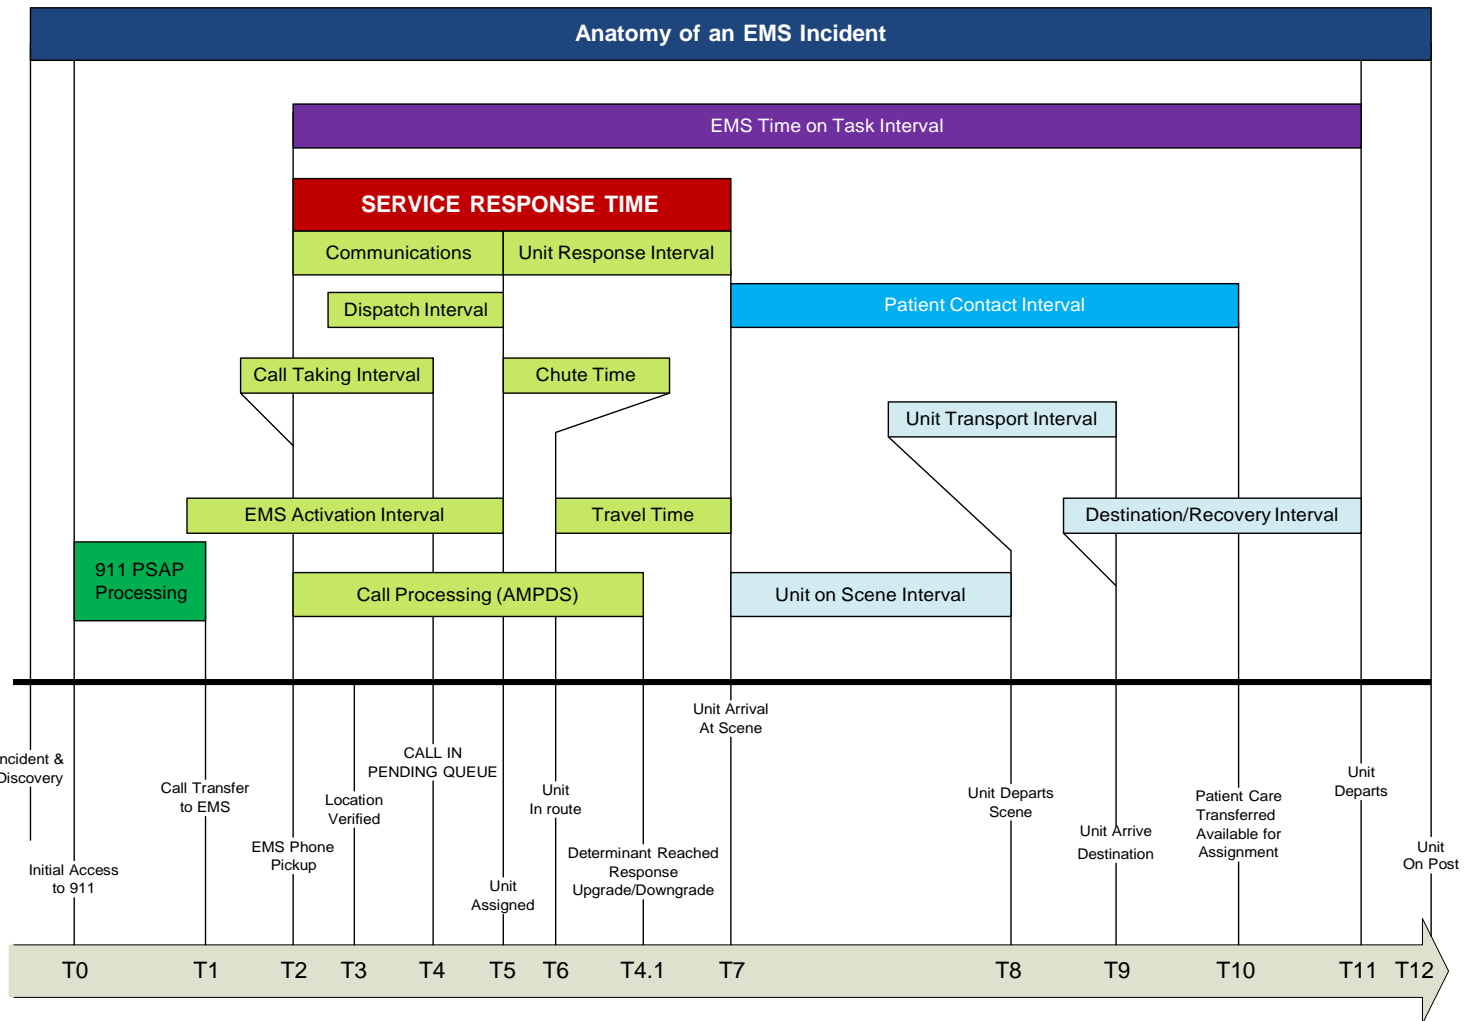 Anatomy of an EMS Incident
EMS Time on Task Interval
SERVICE RESPONSE TIME
Communications
Unit Response Interval
Dispatch Interval
Patient Contact Interval
Call Taking Interval
Chute Time
Unit Transport Interval
EMS Activation Interval
Travel Time
Destination/Recovery Interval
911 PSAP
Processing
Call Processing (AMPDS)
Unit on Scene Interval
ncident &
Discovery
Initial Access
to 911
Call Transfer
to EMS
EMS Phone
Pickup
Location
Verified
CALL IN
PENDING QUEUE
Unit
Assigned
Unit
In route
Determinant Reached
Response
Upgrade/Downgrade
Unit Arrival
At Scene
Unit Departs
Scene
Unit Arrive
Destination
Patient Care
Transferred
Available for
Assignment
Unit
Departs
Unit
On Post
T0
T1
T2
T3
T4
T5
T6
T4.1
T7
T8
T9
T10
T11
T12